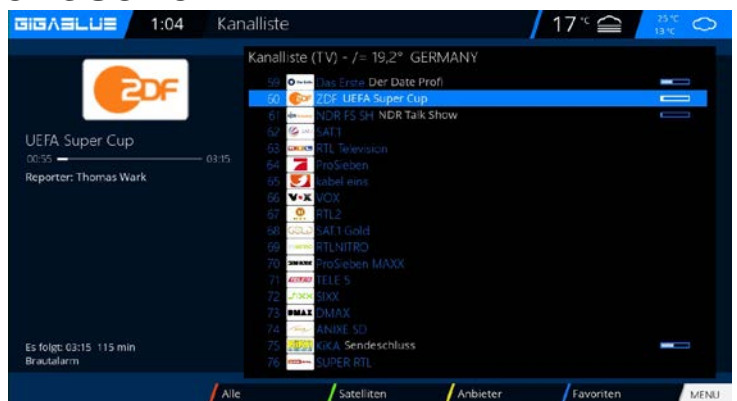 GIGABLUE 1:04 Kanalliste 17 °C 25 °C
13 °C
Kanalliste (TV) - /= 19,2° GERMANY
59 Das Erste Der Date Profi
60 ZDF UEFA Super Cup
61 NDR FS SH NDR Talk Show
62 SAT.1
63 RTL Television
64 ProSieben
65 kabel eins
66 VOX VOX
67 RTL2
68 GOLD SAT.1 Gold
69 RTLNITRO
70 ProSieben MAXX
71 TELE 5
72 SIXX
73 DMAX DMAX
74 ANIXE SD
75 KiKA Sendeschluss
76 SUPER RTL
ZDF
UEFA Super Cup
00:55 03:15
Reporter: Thomas Wark
Es folgt: 03:15 115 min
Brautalarm
Alle Satelliten Anbieter Favoriten MENU